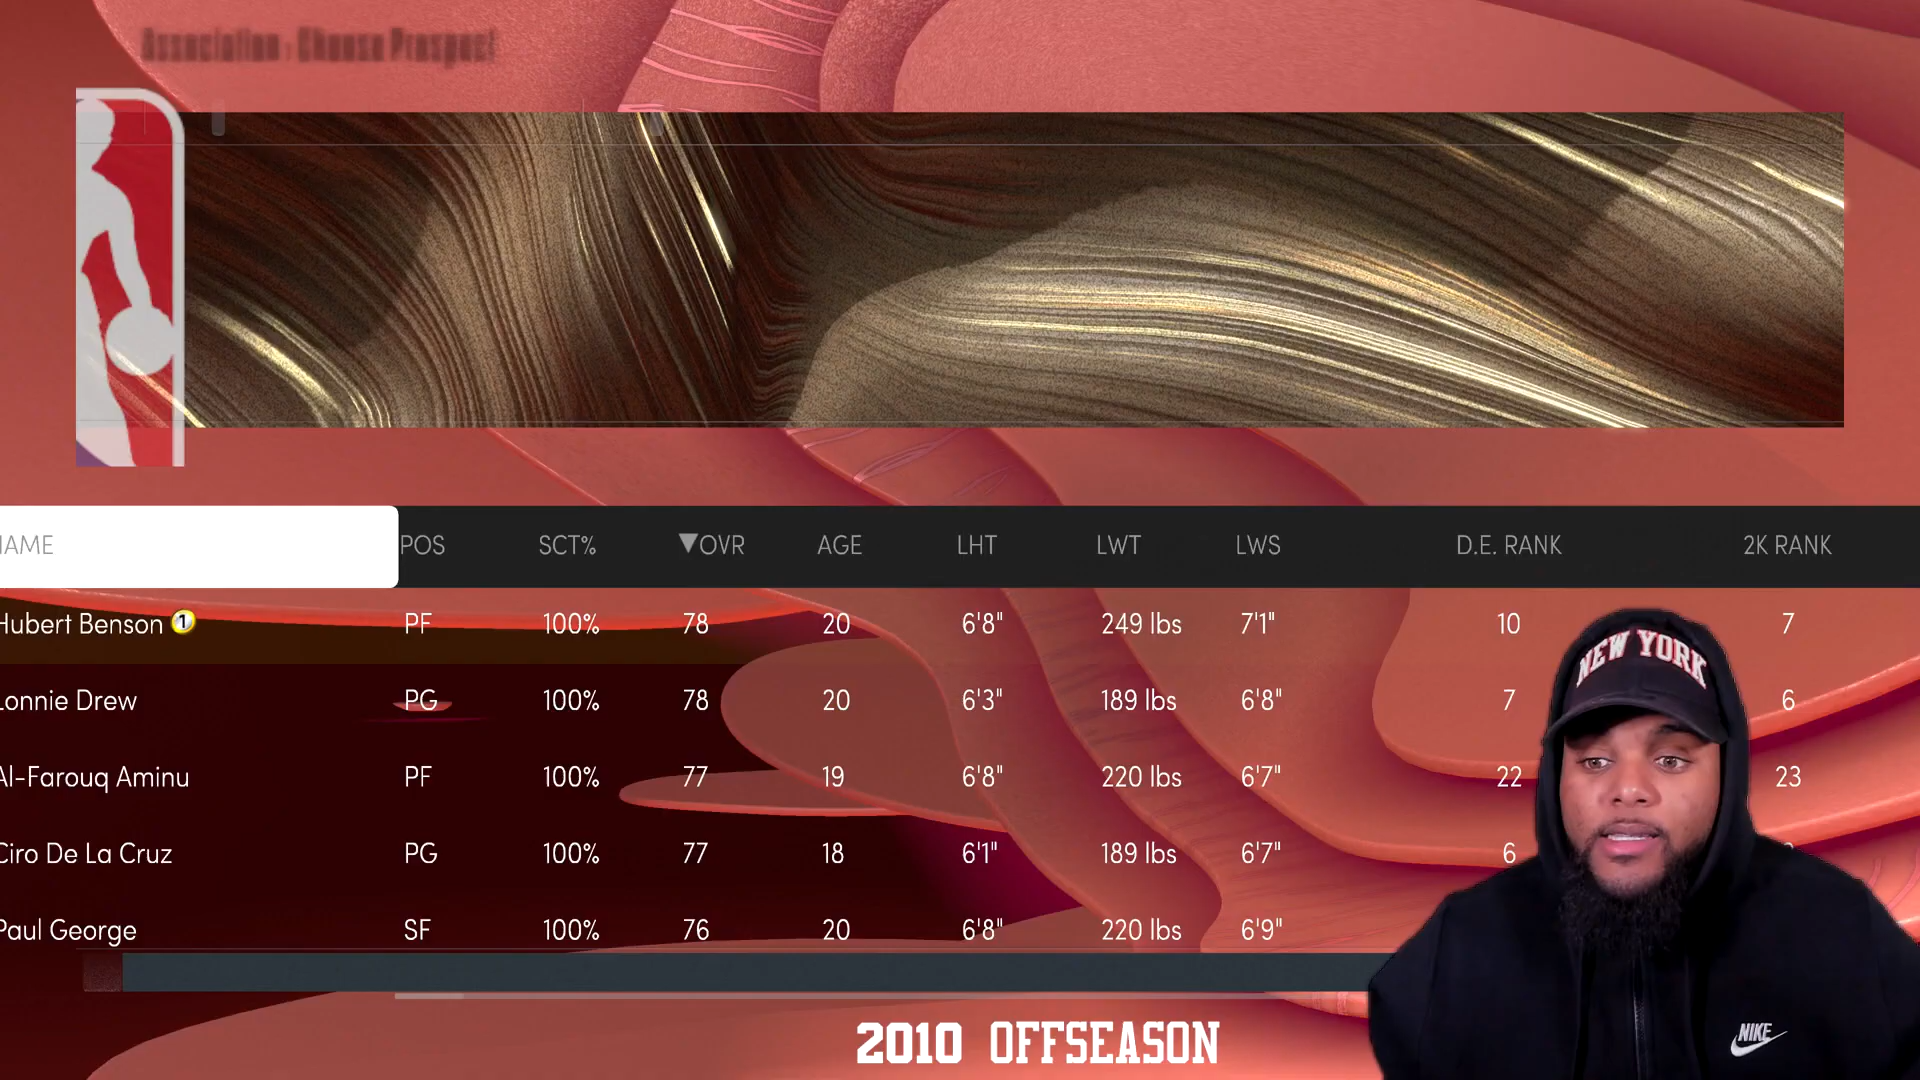 Association : Choose Prospect
NAME POS SCT% ▼OVR AGE LHT LWT LWS D.E. RANK 2K RANK
Hubert Benson 1 PF 100% 78 20 6'8" 249 lbs 7'1" 10 7
Lonnie Drew PG 100% 78 20 6'3" 189 lbs 6'8" 7 6
Al-Farouq Aminu PF 100% 77 19 6'8" 220 lbs 6'7" 22 23
Ciro De La Cruz PG 100% 77 18 6'1" 189 lbs 6'7" 6
Paul George SF 100% 76 20 6'8" 220 lbs 6'9"
NEW YORK
NIKE
2010 OFFSEASON